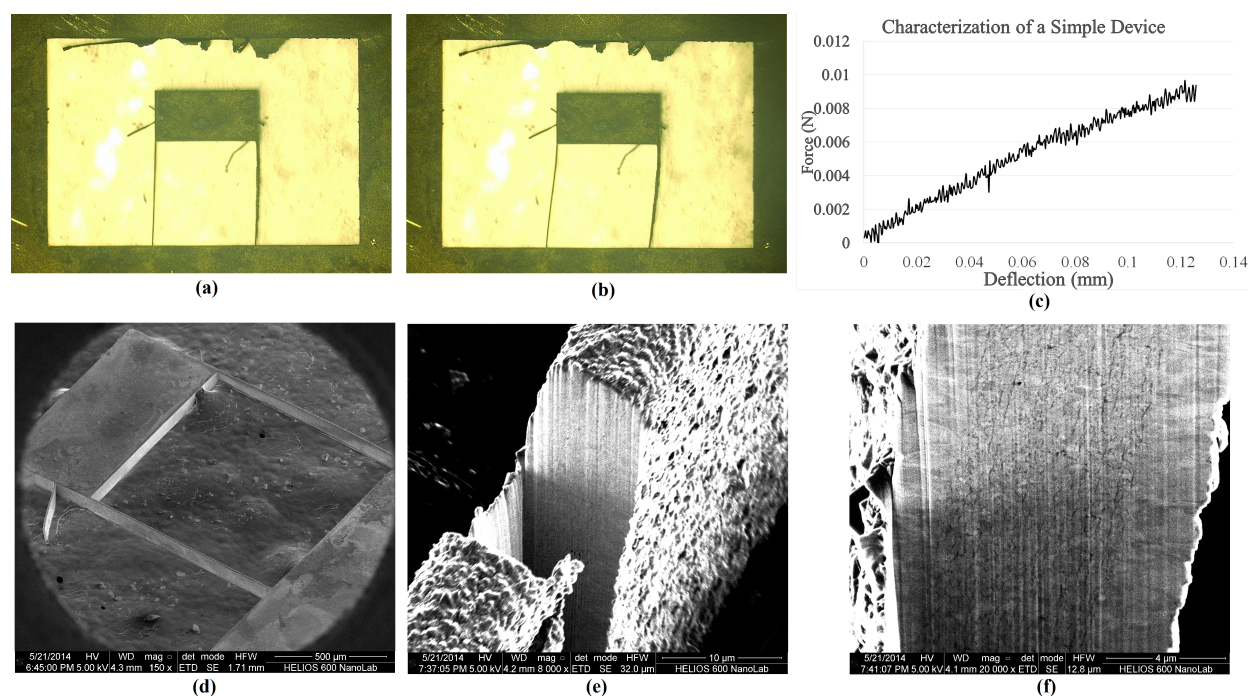 (a)
(b)
Characterization of a Simple Device
0.012
0.01
0.008
0.006
0.004
0.002
0
Force (N)
0 0.02 0.04 0.06 0.08 0.1 0.12 0.14
Deflection (mm)
(c)
5/21/2014 HV WD mag det mode HFW 500 µm
6:45:00 PM 5.00 kV 4.3 mm 150 x ETD SE 1.71 mm HELIOS 600 NanoLab
(d)
5/21/2014 HV WD mag det mode HFW 10 µm
7:37:05 PM 5.00 kV 4.2 mm 8 000 x ETD SE 32.0 µm HELIOS 600 NanoLab
(e)
5/21/2014 HV WD mag det mode HFW 4 µm
7:41:07 PM 5.00 kV 4.1 mm 20 000 x ETD SE 12.8 µm HELIOS 600 NanoLab
(f)